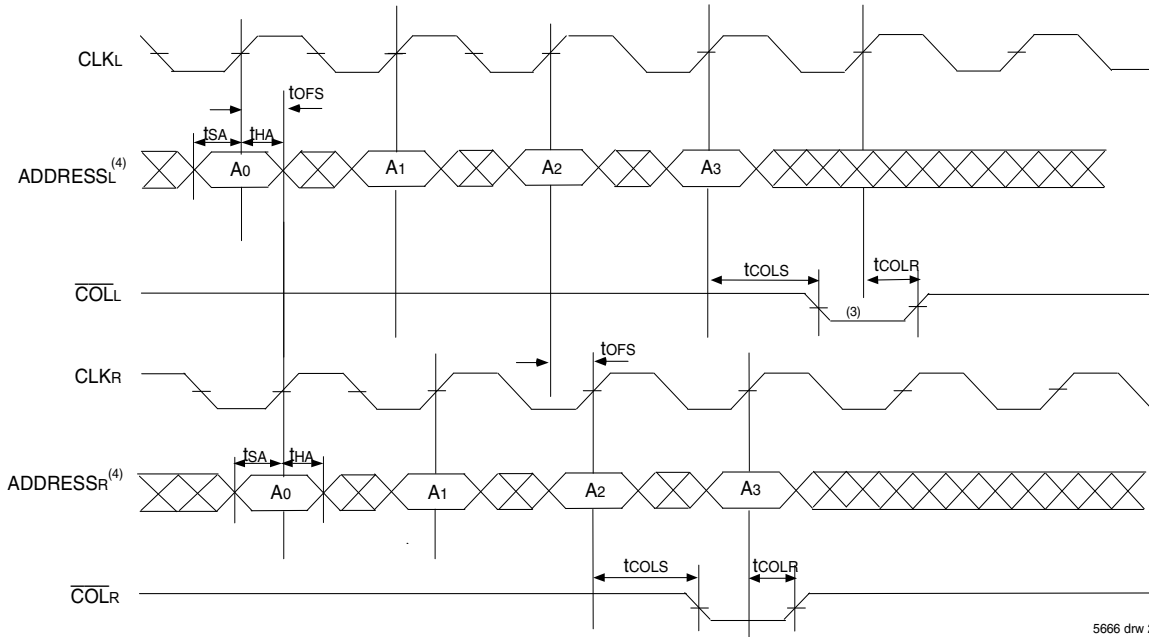 CLKL
tOFS
tSA tHA
ADDRESSL(4) A0 A1 A2 A3
tCOLS tCOLR
COLL (3)
tOFS
CLKR
tSA tHA
ADDRESSR(4) A0 A1 A2 A3
tCOLS tCOLR
COLR
5666 drw